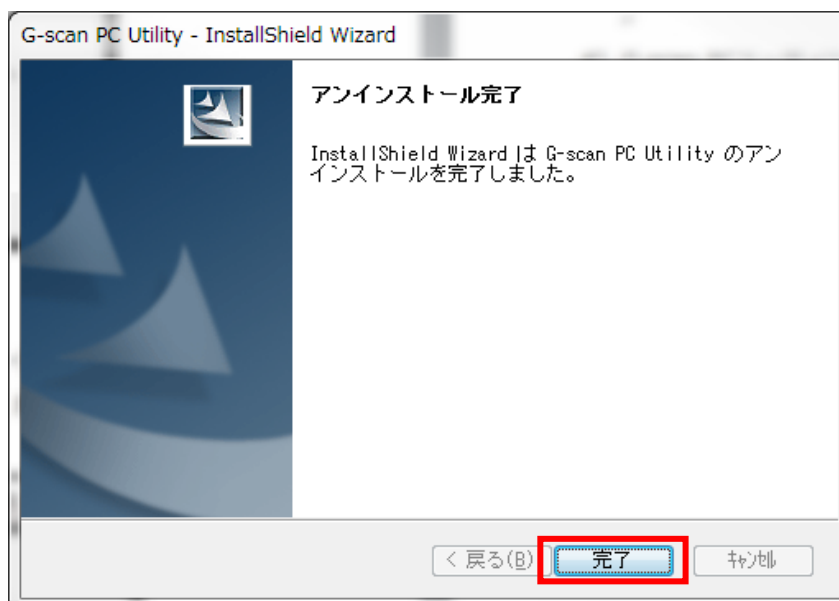 G-scan PC Utility - InstallShield Wizard
アンインストール完了
InstallShield Wizard は G-scan PC Utility のアン
インストールを完了しました。
< 戻る(B)
完了
ｷｬﾝｾﾙ